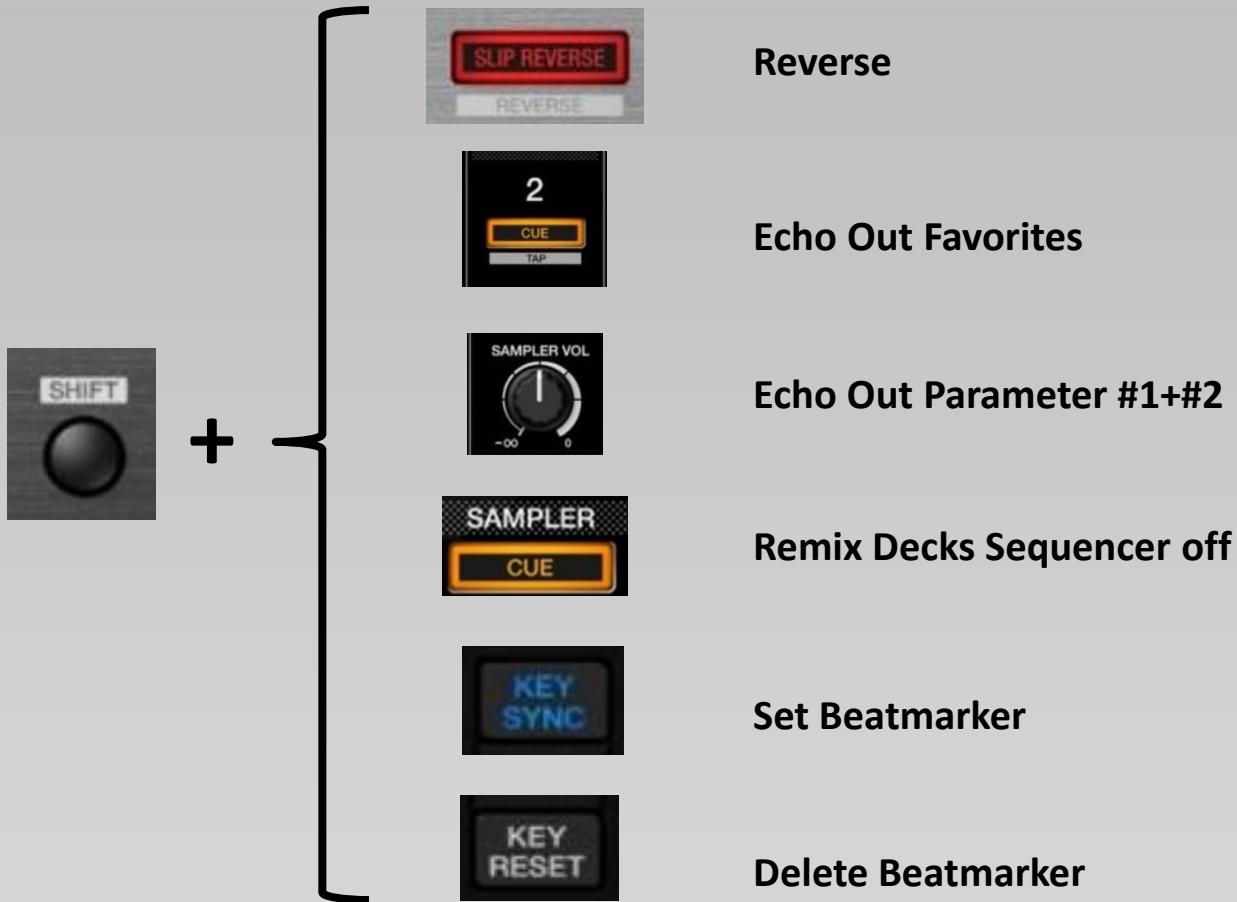 SLIP REVERSE
REVERSE
Reverse
2
CUE
TAP
Echo Out Favorites
SAMPLER VOL
-∞ 0
Echo Out Parameter #1+#2
SHIFT
+
SAMPLER
CUE
Remix Decks Sequencer off
KEY
SYNC
Set Beatmarker
KEY
RESET
Delete Beatmarker